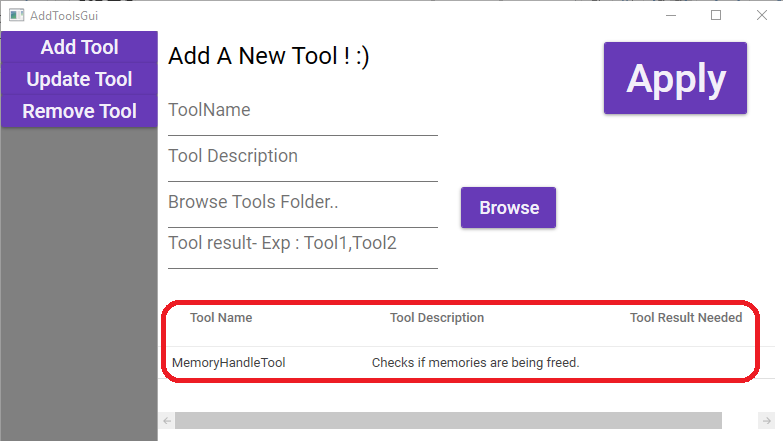 AddToolsGui
Add Tool
Update Tool
Remove Tool
Add A New Tool ! :)
Apply
ToolName
Tool Description
Browse Tools Folder..
Browse
Tool result- Exp : Tool1,Tool2
Tool Name Tool Description Tool Result Needed
MemoryHandleTool Checks if memories are being freed.